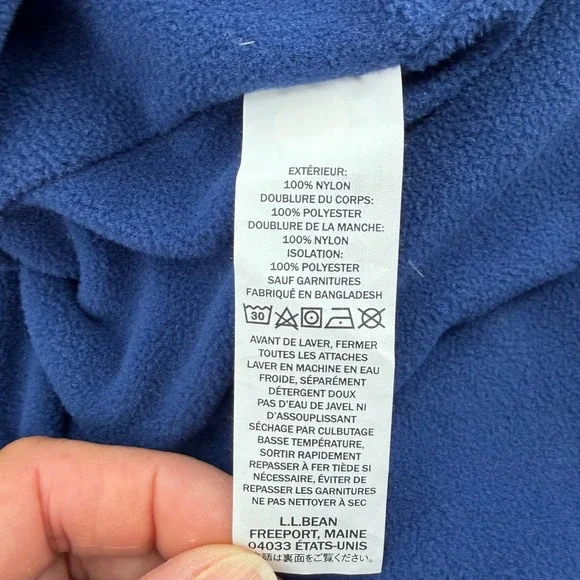 EXTÉRIEUR:
100% NYLON
DOUBLURE DU CORPS:
100% POLYESTER
DOUBLURE DE LA MANCHE:
100% NYLON
ISOLATION:
100% POLYESTER
SAUF GARNITURES
FABRIQUÉ EN BANGLADESH
30
AVANT DE LAVER, FERMER
TOUTES LES ATTACHES
LAVER EN MACHINE EN EAU
FROIDE, SÉPARÉMENT
DÉTERGENT DOUX
PAS D'EAU DE JAVEL NI
D'ASSOUPLISSANT
SÉCHAGE PAR CULBUTAGE
BASSE TEMPÉRATURE,
SORTIR RAPIDEMENT
REPASSER À FER TIÈDE SI
NÉCESSAIRE, ÉVITER DE
REPASSER LES GARNITURES
NE PAS NETTOYER À SEC
L.L.BEAN
FREEPORT, MAINE
04033 ÉTATS-UNIS
語は裏面をご覧くだ